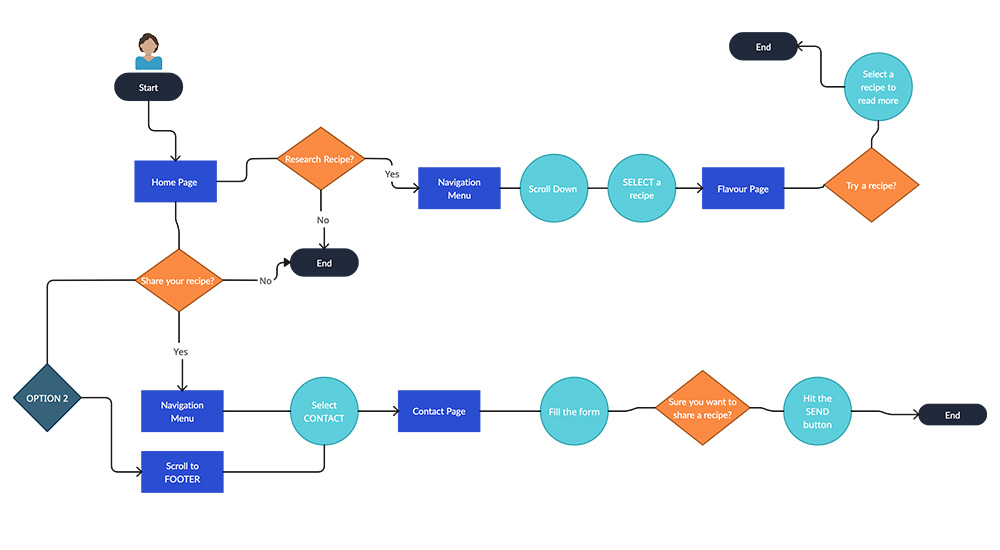 End
Select a
recipe to
read more
Start
Research Recipe?
Yes
Home Page
Navigation
Menu
Scroll Down
SELECT a
recipe
Flavour Page
Try a recipe?
No
End
Share your recipe?
No
Yes
OPTION 2
Navigation
Menu
Select
CONTACT
Contact Page
Fill the form
Sure you want to
share a recipe?
Hit the
SEND
button
End
Scroll to
FOOTER